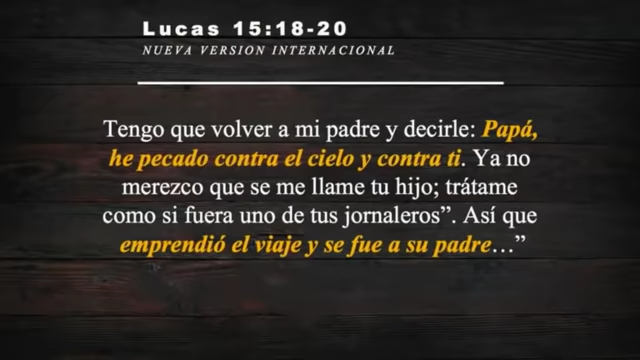 Lucas 15:18-20
NUEVA VERSION INTERNACIONAL
Tengo que volver a mi padre y decirle: Papá,
he pecado contra el cielo y contra ti. Ya no
merezco que se me llame tu hijo; trátame
como si fuera uno de tus jornaleros”. Así que
emprendió el viaje y se fue a su padre…”